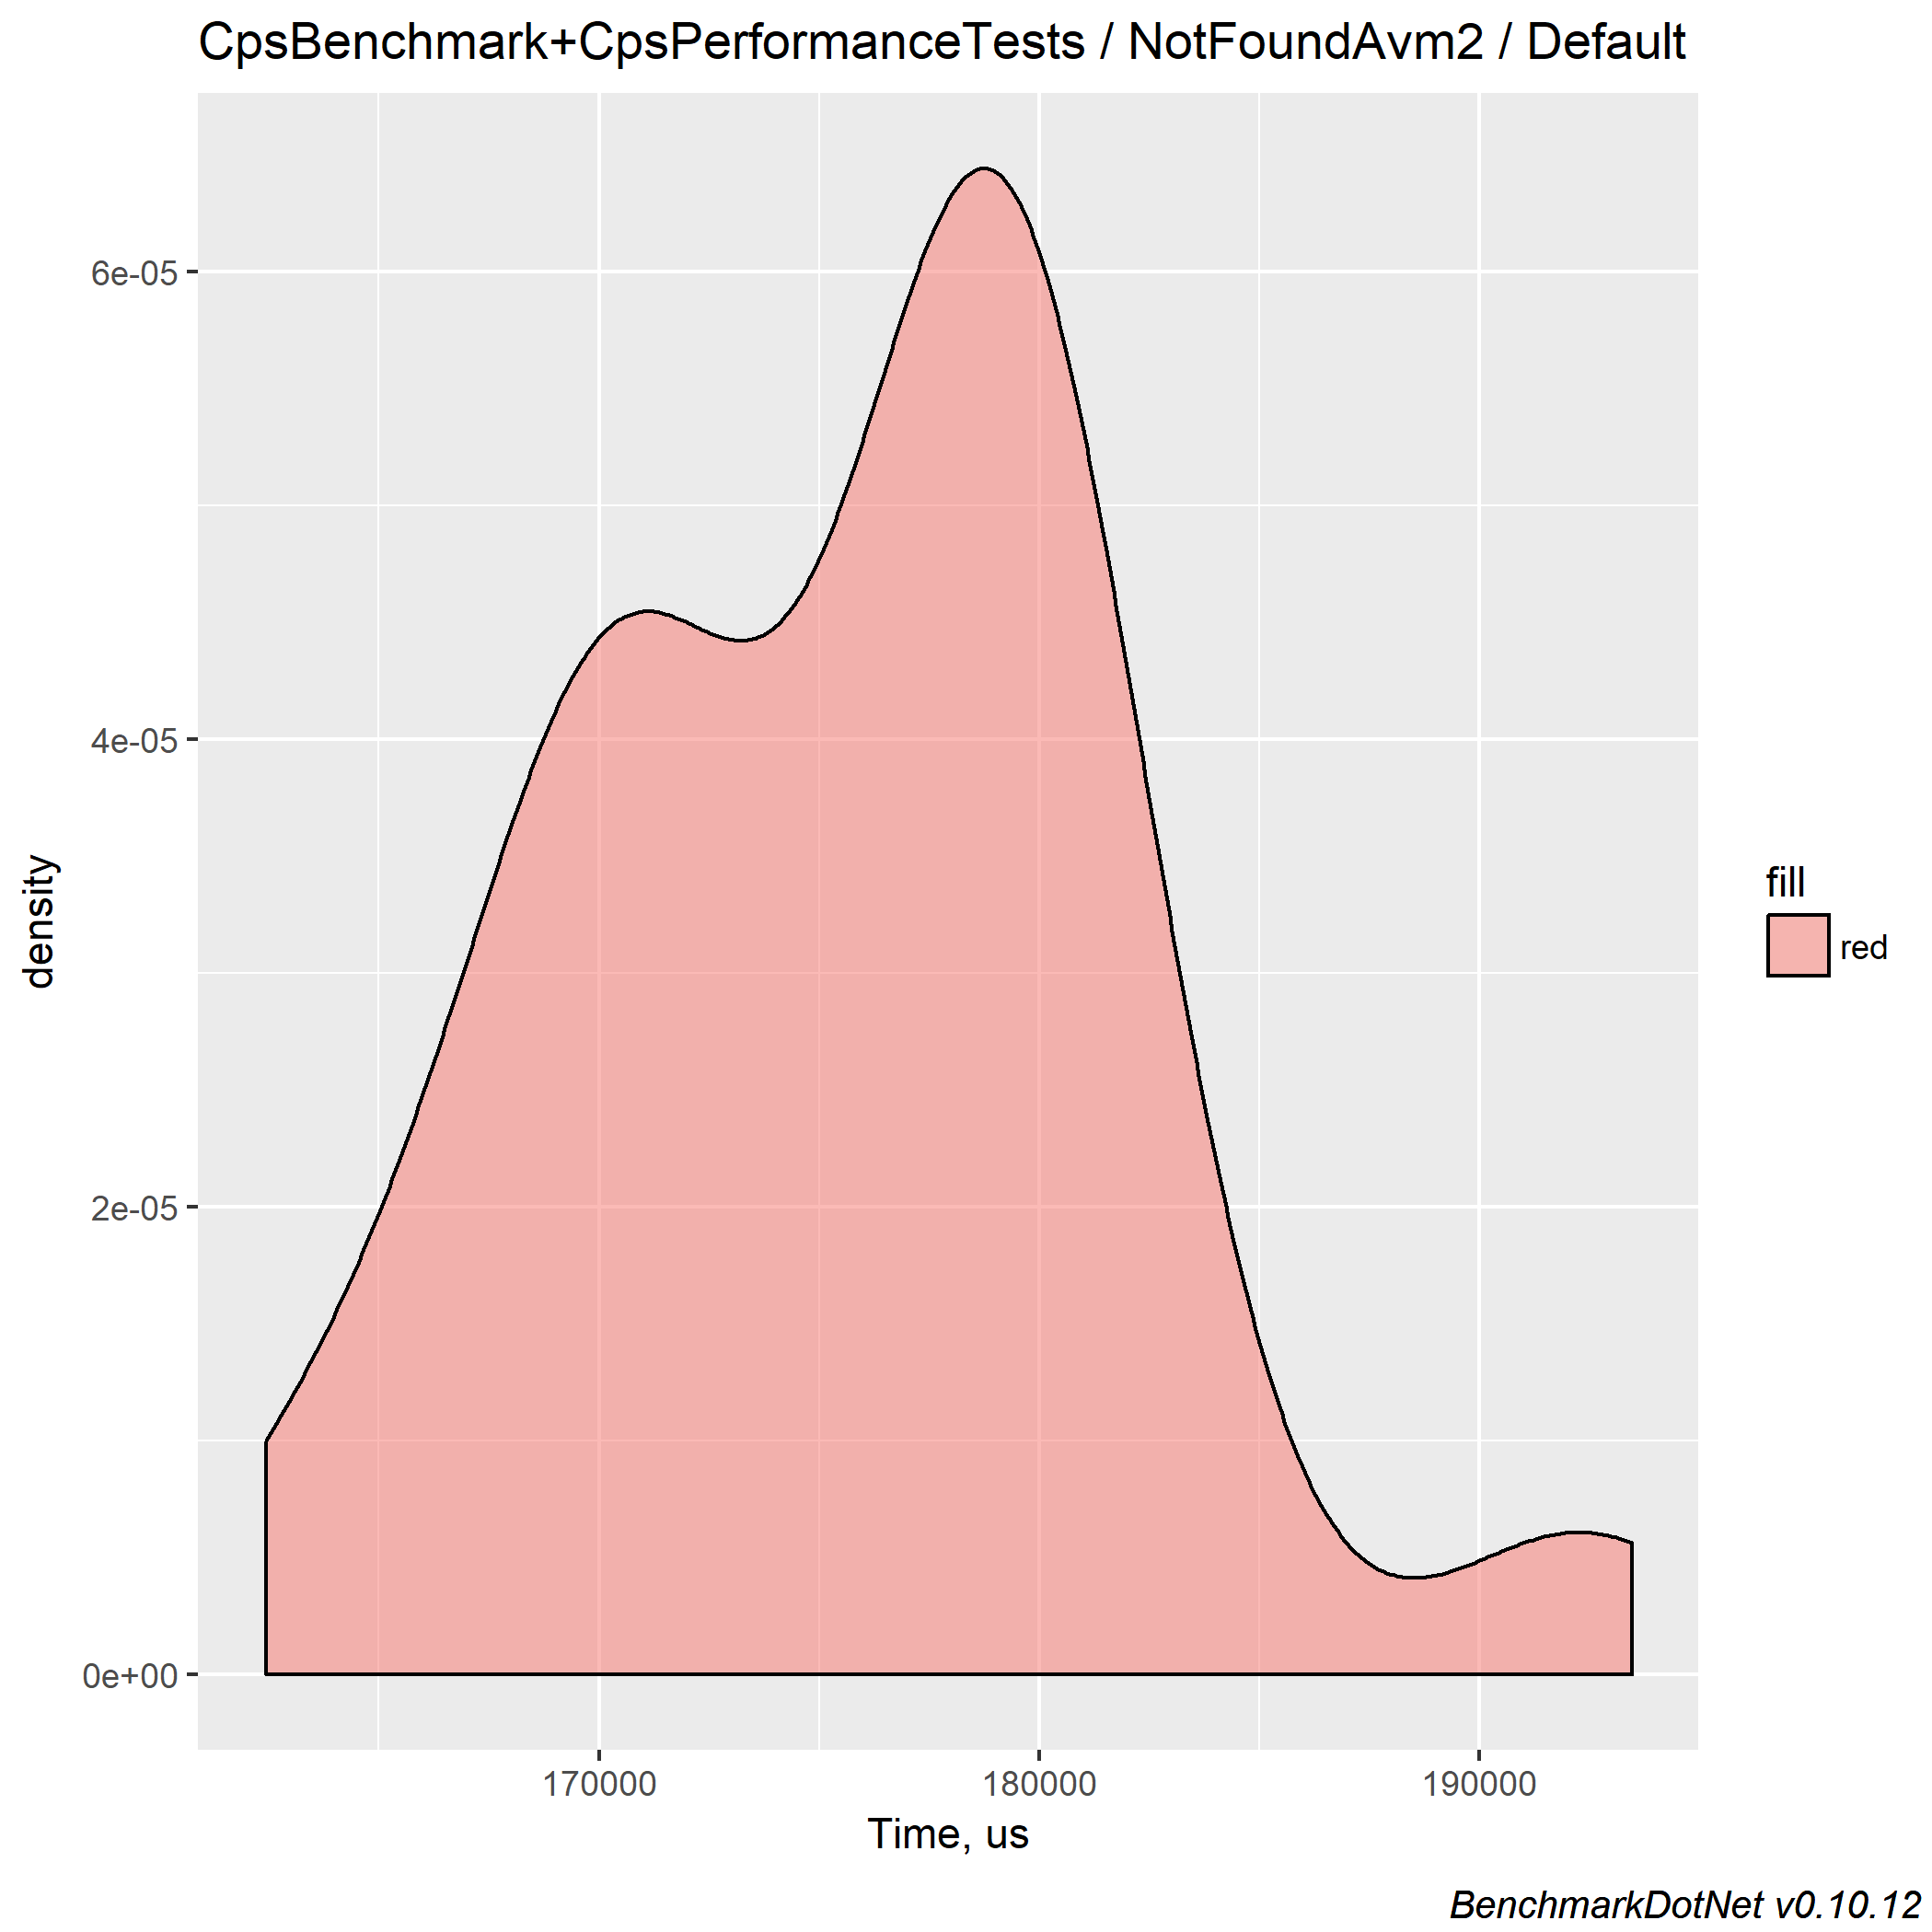 CpsBenchmark+CpsPerformanceTests / NotFoundAvm2 / Default
6e-05
4e-05
2e-05
0e+00
density
170000 180000 190000
Time, us
fill
red
BenchmarkDotNet v0.10.12